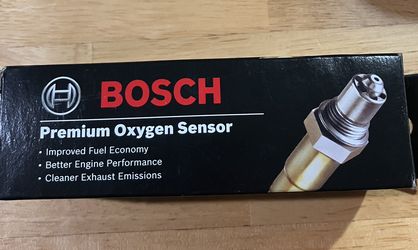 BOSCH
Premium Oxygen Sensor
• Improved Fuel Economy
• Better Engine Performance
• Cleaner Exhaust Emissions